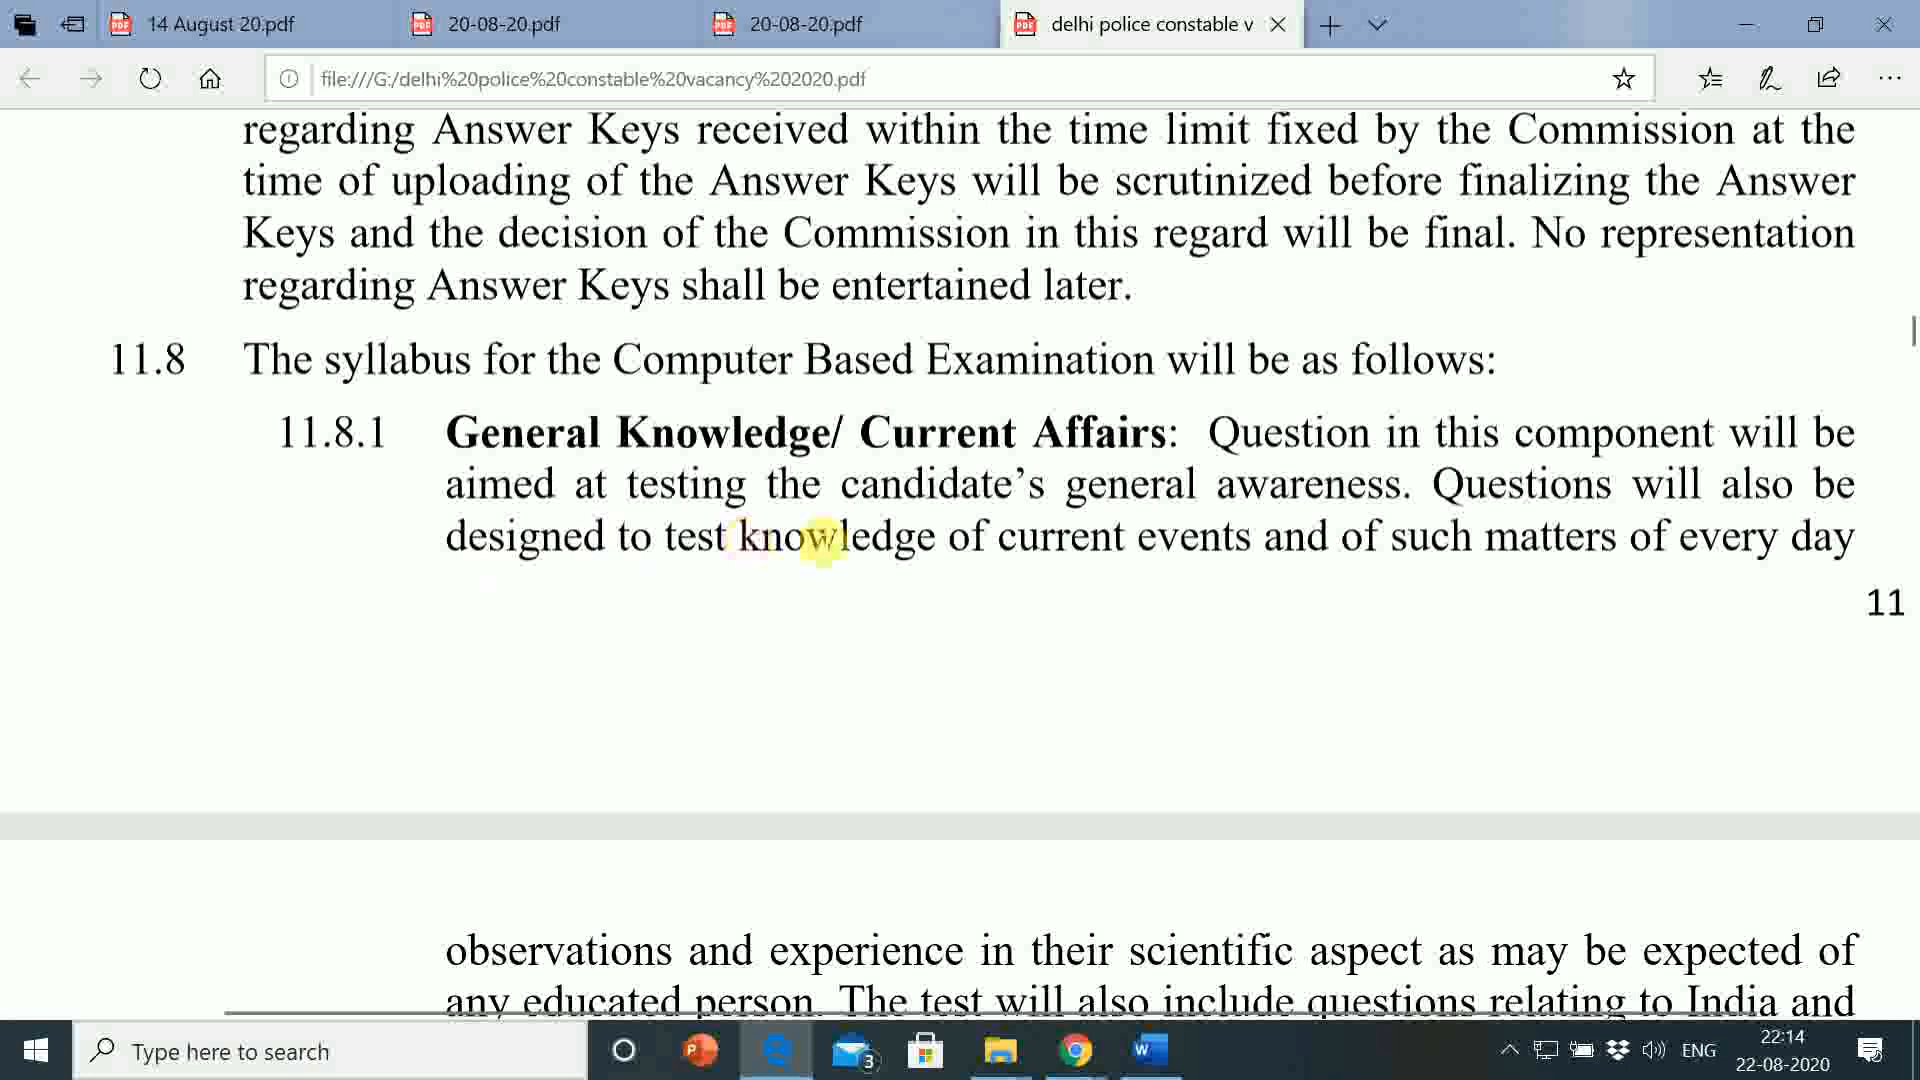 14 August 20.pdf
20-08-20.pdf
20-08-20.pdf
delhi police constable v
file:///G:/delhi%20police%20constable%20vacancy%202020.pdf
regarding Answer Keys received within the time limit fixed by the Commission at the
time of uploading of the Answer Keys will be scrutinized before finalizing the Answer
Keys and the decision of the Commission in this regard will be final. No representation
regarding Answer Keys shall be entertained later.
11.8 The syllabus for the Computer Based Examination will be as follows:
11.8.1 General Knowledge/ Current Affairs: Question in this component will be
aimed at testing the candidate’s general awareness. Questions will also be
designed to test knowledge of current events and of such matters of every day
11
observations and experience in their scientific aspect as may be expected of
any educated person. The test will also include questions relating to India and
Type here to search
3
ENG
22:14
22-08-2020